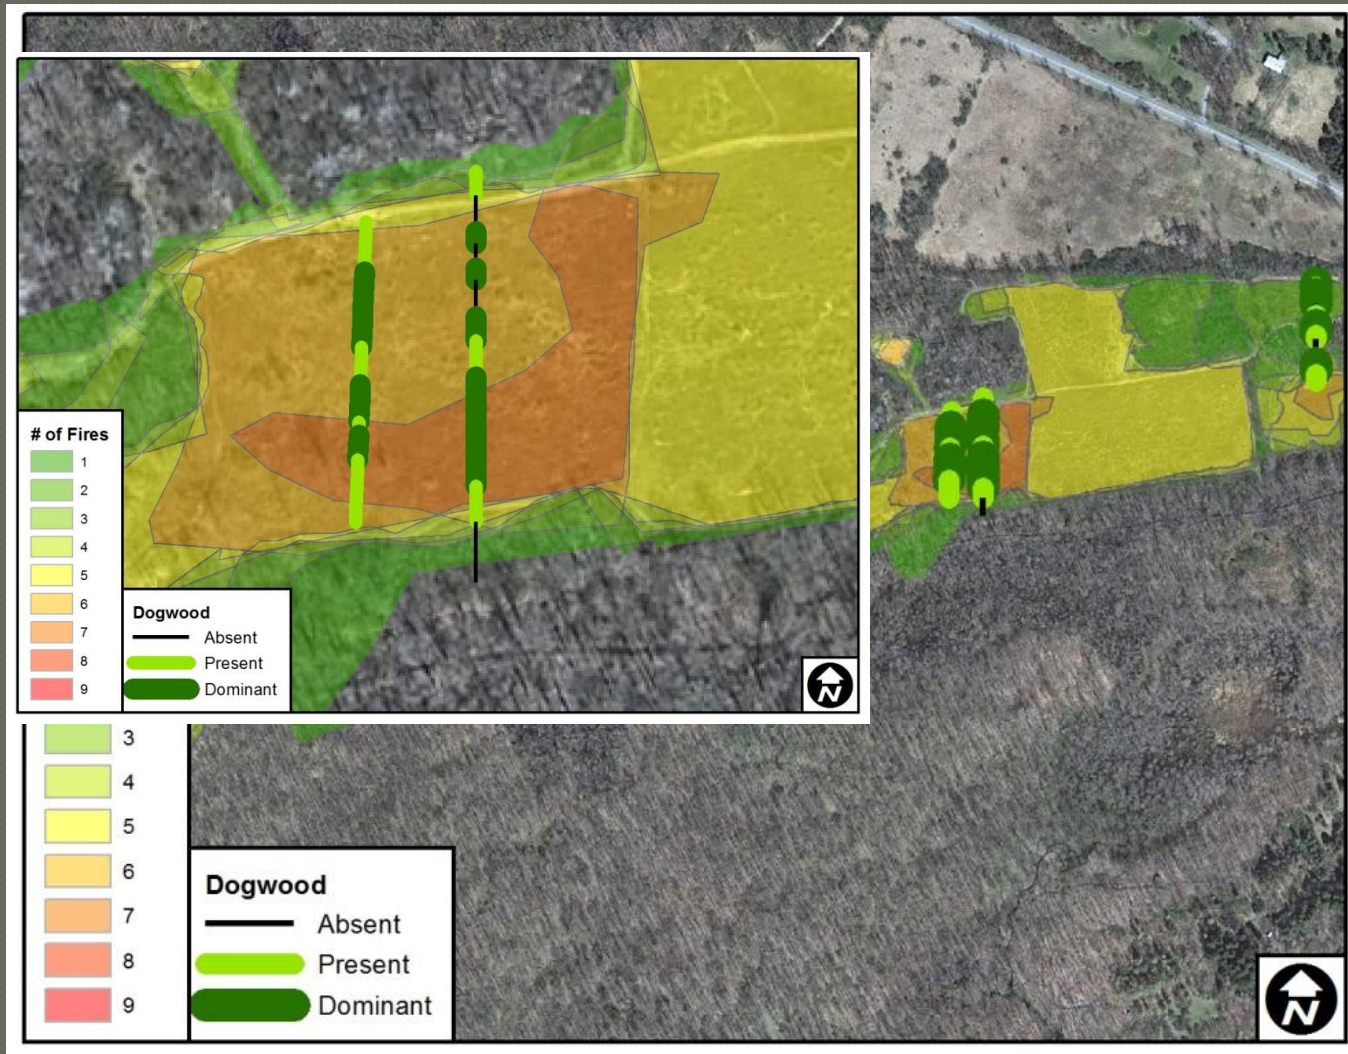 # of Fires
1
2
3
4
5
6
7
8
9
Dogwood
Absent
Present
Dominant
N
3
4
5
6
7
8
9
Dogwood
Absent
Present
Dominant
N